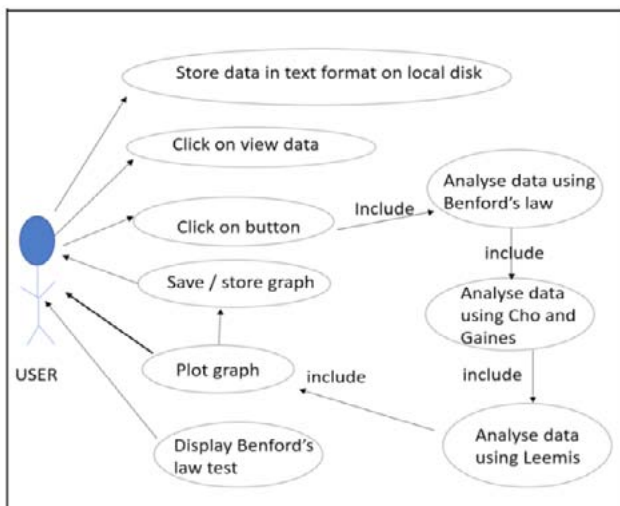 Store data in text format on local disk
Click on view data
Click on button
Include
Analyse data using
Benford's law
include
Save / store graph
Analyse data
using Cho and
Gaines
USER
Plot graph
include
include
Display Benford's
law test
Analyse data
using Leemis